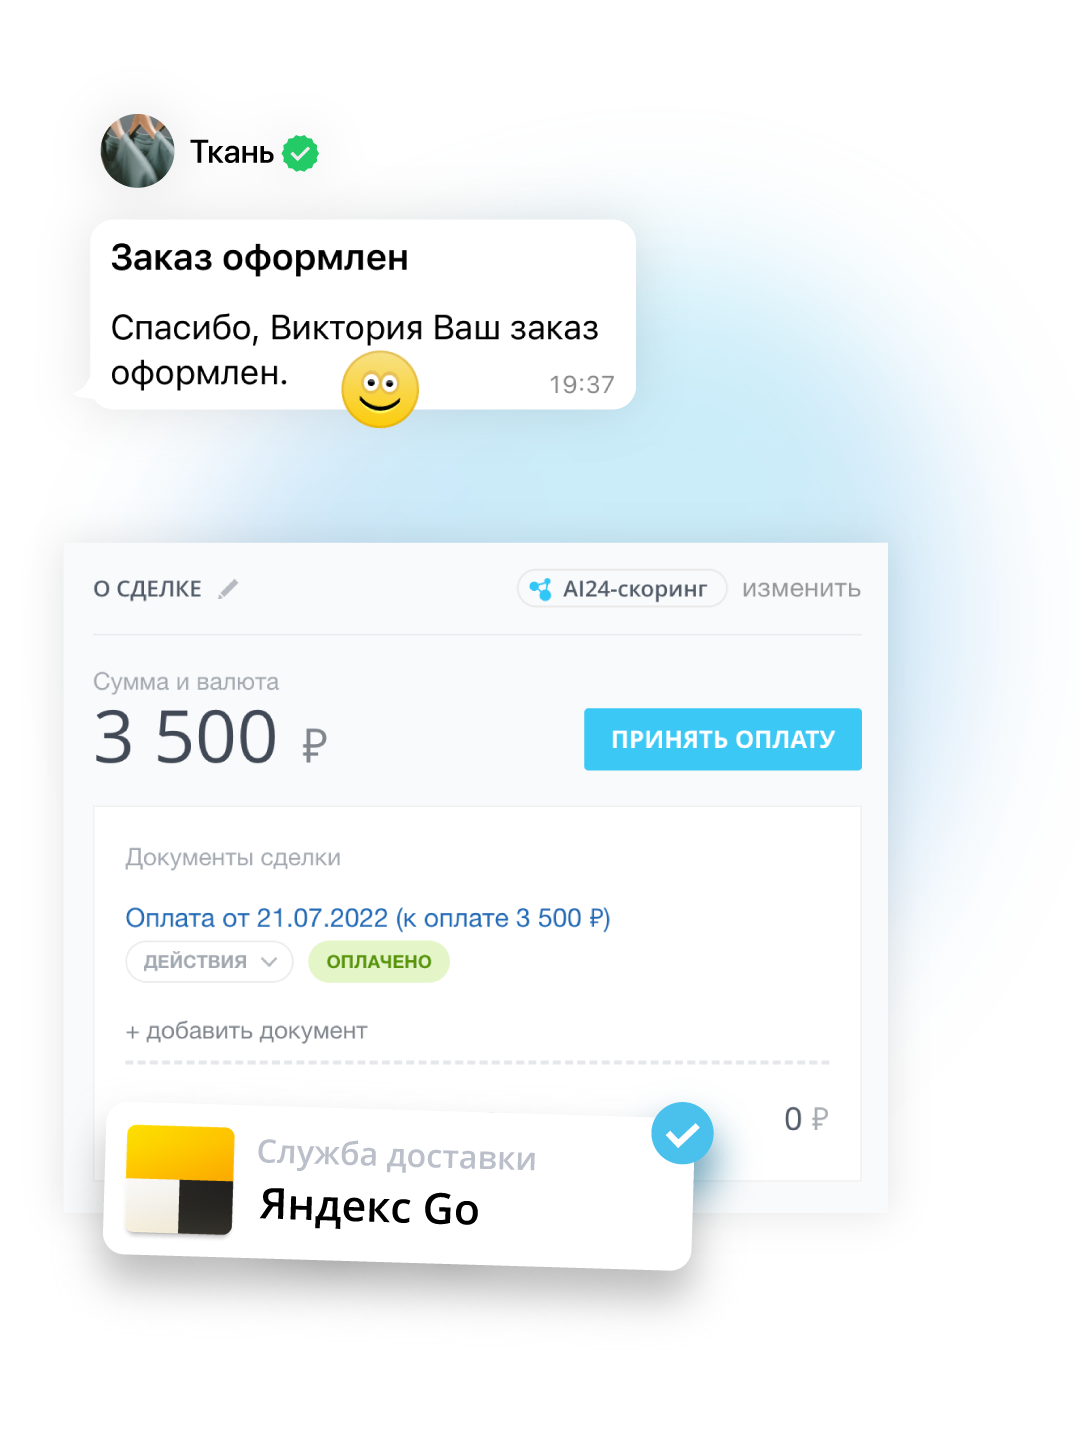 Ткань
Заказ оформлен
Спасибо, Виктория Ваш заказ
оформлен.
19:37
О СДЕЛКЕ
AI24-скоринг
изменить
Сумма и валюта
3 500 ₽
ПРИНЯТЬ ОПЛАТУ
Документы сделки
Оплата от 21.07.2022 (к оплате 3 500 ₽)
ДЕЙСТВИЯ
ОПЛАЧЕНО
+ добавить документ
0 ₽
Служба доставки
Яндекс Go